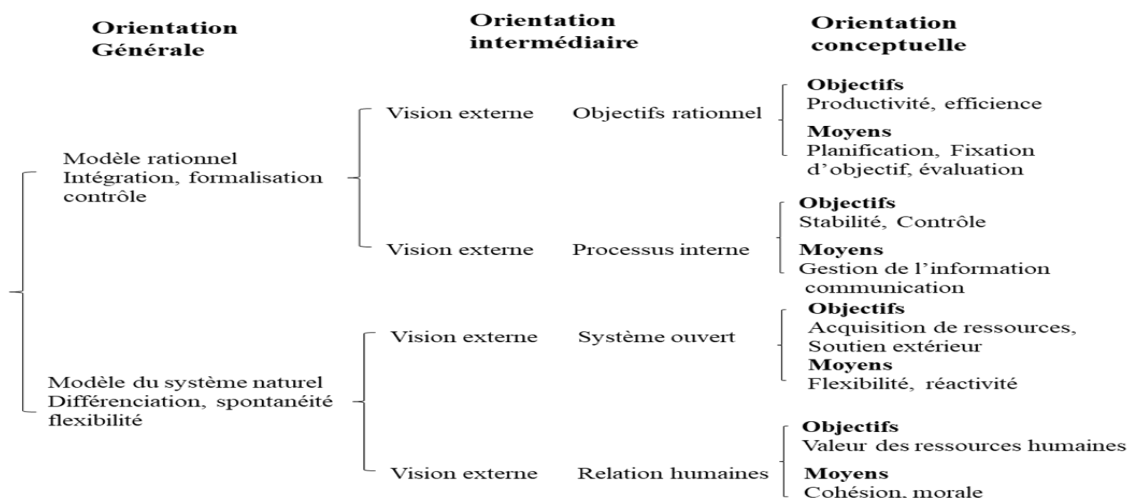 Orientation
Générale
Orientation
intermédiaire
Orientation
conceptuelle
Modèle rationnel
Intégration, formalisation
contrôle
Vision externe
Objectifs rationnel
Objectifs
Productivité, efficience
Moyens
Planification, Fixation
d’objectif, évaluation
Vision externe
Processus interne
Objectifs
Stabilité, Contrôle
Moyens
Gestion de l’information
communication
Modèle du système naturel
Différenciation, spontanéité
flexibilité
Vision externe
Système ouvert
Objectifs
Acquisition de ressources,
Soutien extérieur
Moyens
Flexibilité, réactivité
Vision externe
Relation humaines
Objectifs
Valeur des ressources humaines
Moyens
Cohésion, morale